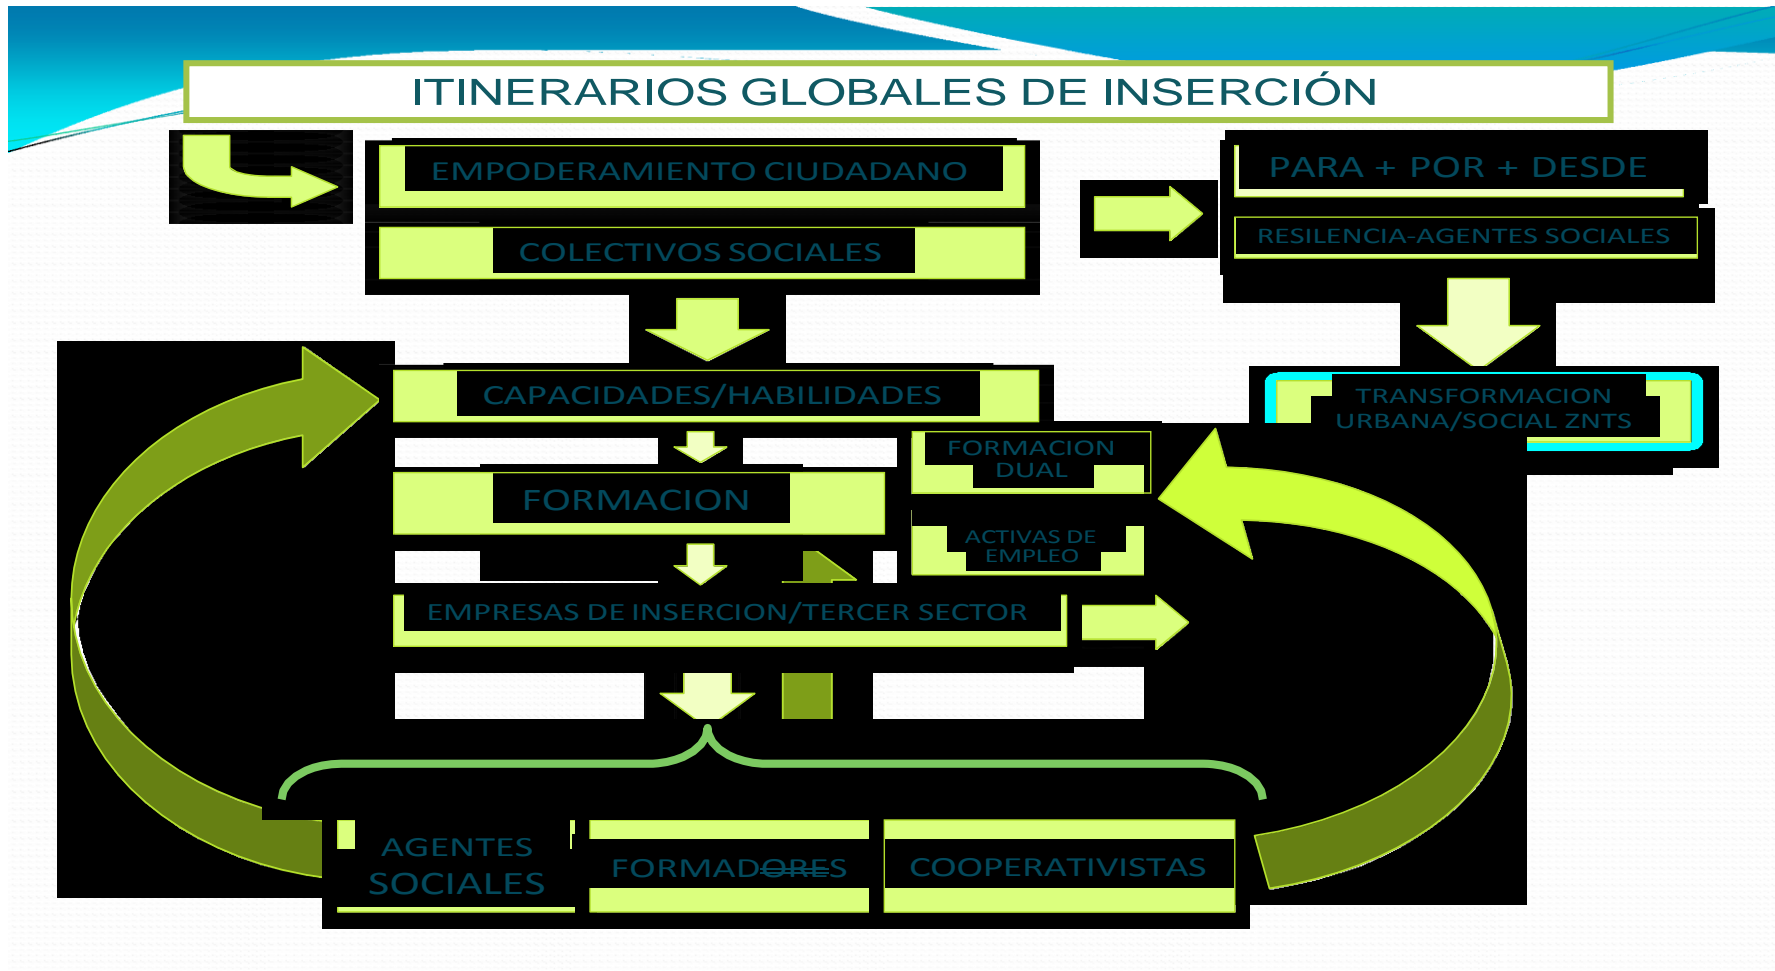 ITINERARIOS GLOBALES DE INSERCIÓN
EMPODERAMIENTO CIUDADANO
COLECTIVOS SOCIALES
PARA + POR + DESDE
RESILENCIA-AGENTES SOCIALES
CAPACIDADES/HABILIDADES
TRANSFORMACION
URBANA/SOCIAL ZNTS
FORMACION
DUAL
FORMACION
ACTIVAS DE
EMPLEO
EMPRESAS DE INSERCION/TERCER SECTOR
AGENTES
SOCIALES
FORMADORES
COOPERATIVISTAS